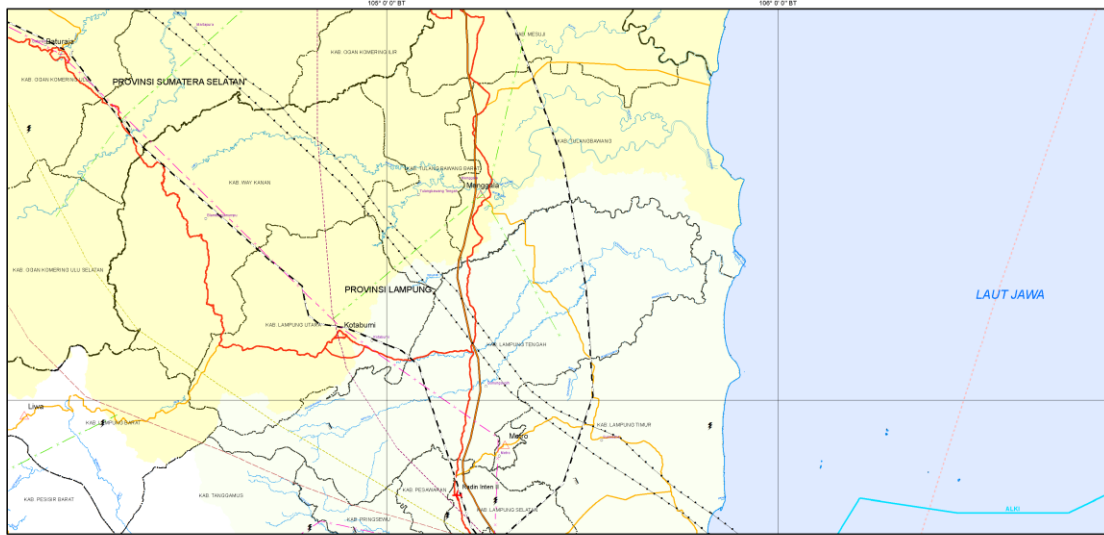 105° 0' 0" BT
106° 0' 0" BT
KAB. MESUJI
Baturaja
KAB. OGAN KOMERING ILIR
KAB. OGAN KOMERING ULU
PROVINSI SUMATERA SELATAN
KAB. TULANGBAWANG
KAB. TULANG BAWANG BARAT
KAB. WAY KANAN
Menggala
KAB. OGAN KOMERING ULU SELATAN
PROVINSI LAMPUNG
LAUT JAWA
KAB. LAMPUNG UTARA
Kotabumi
KAB. LAMPUNG TENGAH
Liwa
KAB. LAMPUNG BARAT
KAB. LAMPUNG TIMUR
Metro
KAB. PESAWARAN
Radin Inten II
KAB. PESISIR BARAT
KAB. TANGGAMUS
KAB. LAMPUNG SELATAN
ALKI
KAB. PRINGSEWU